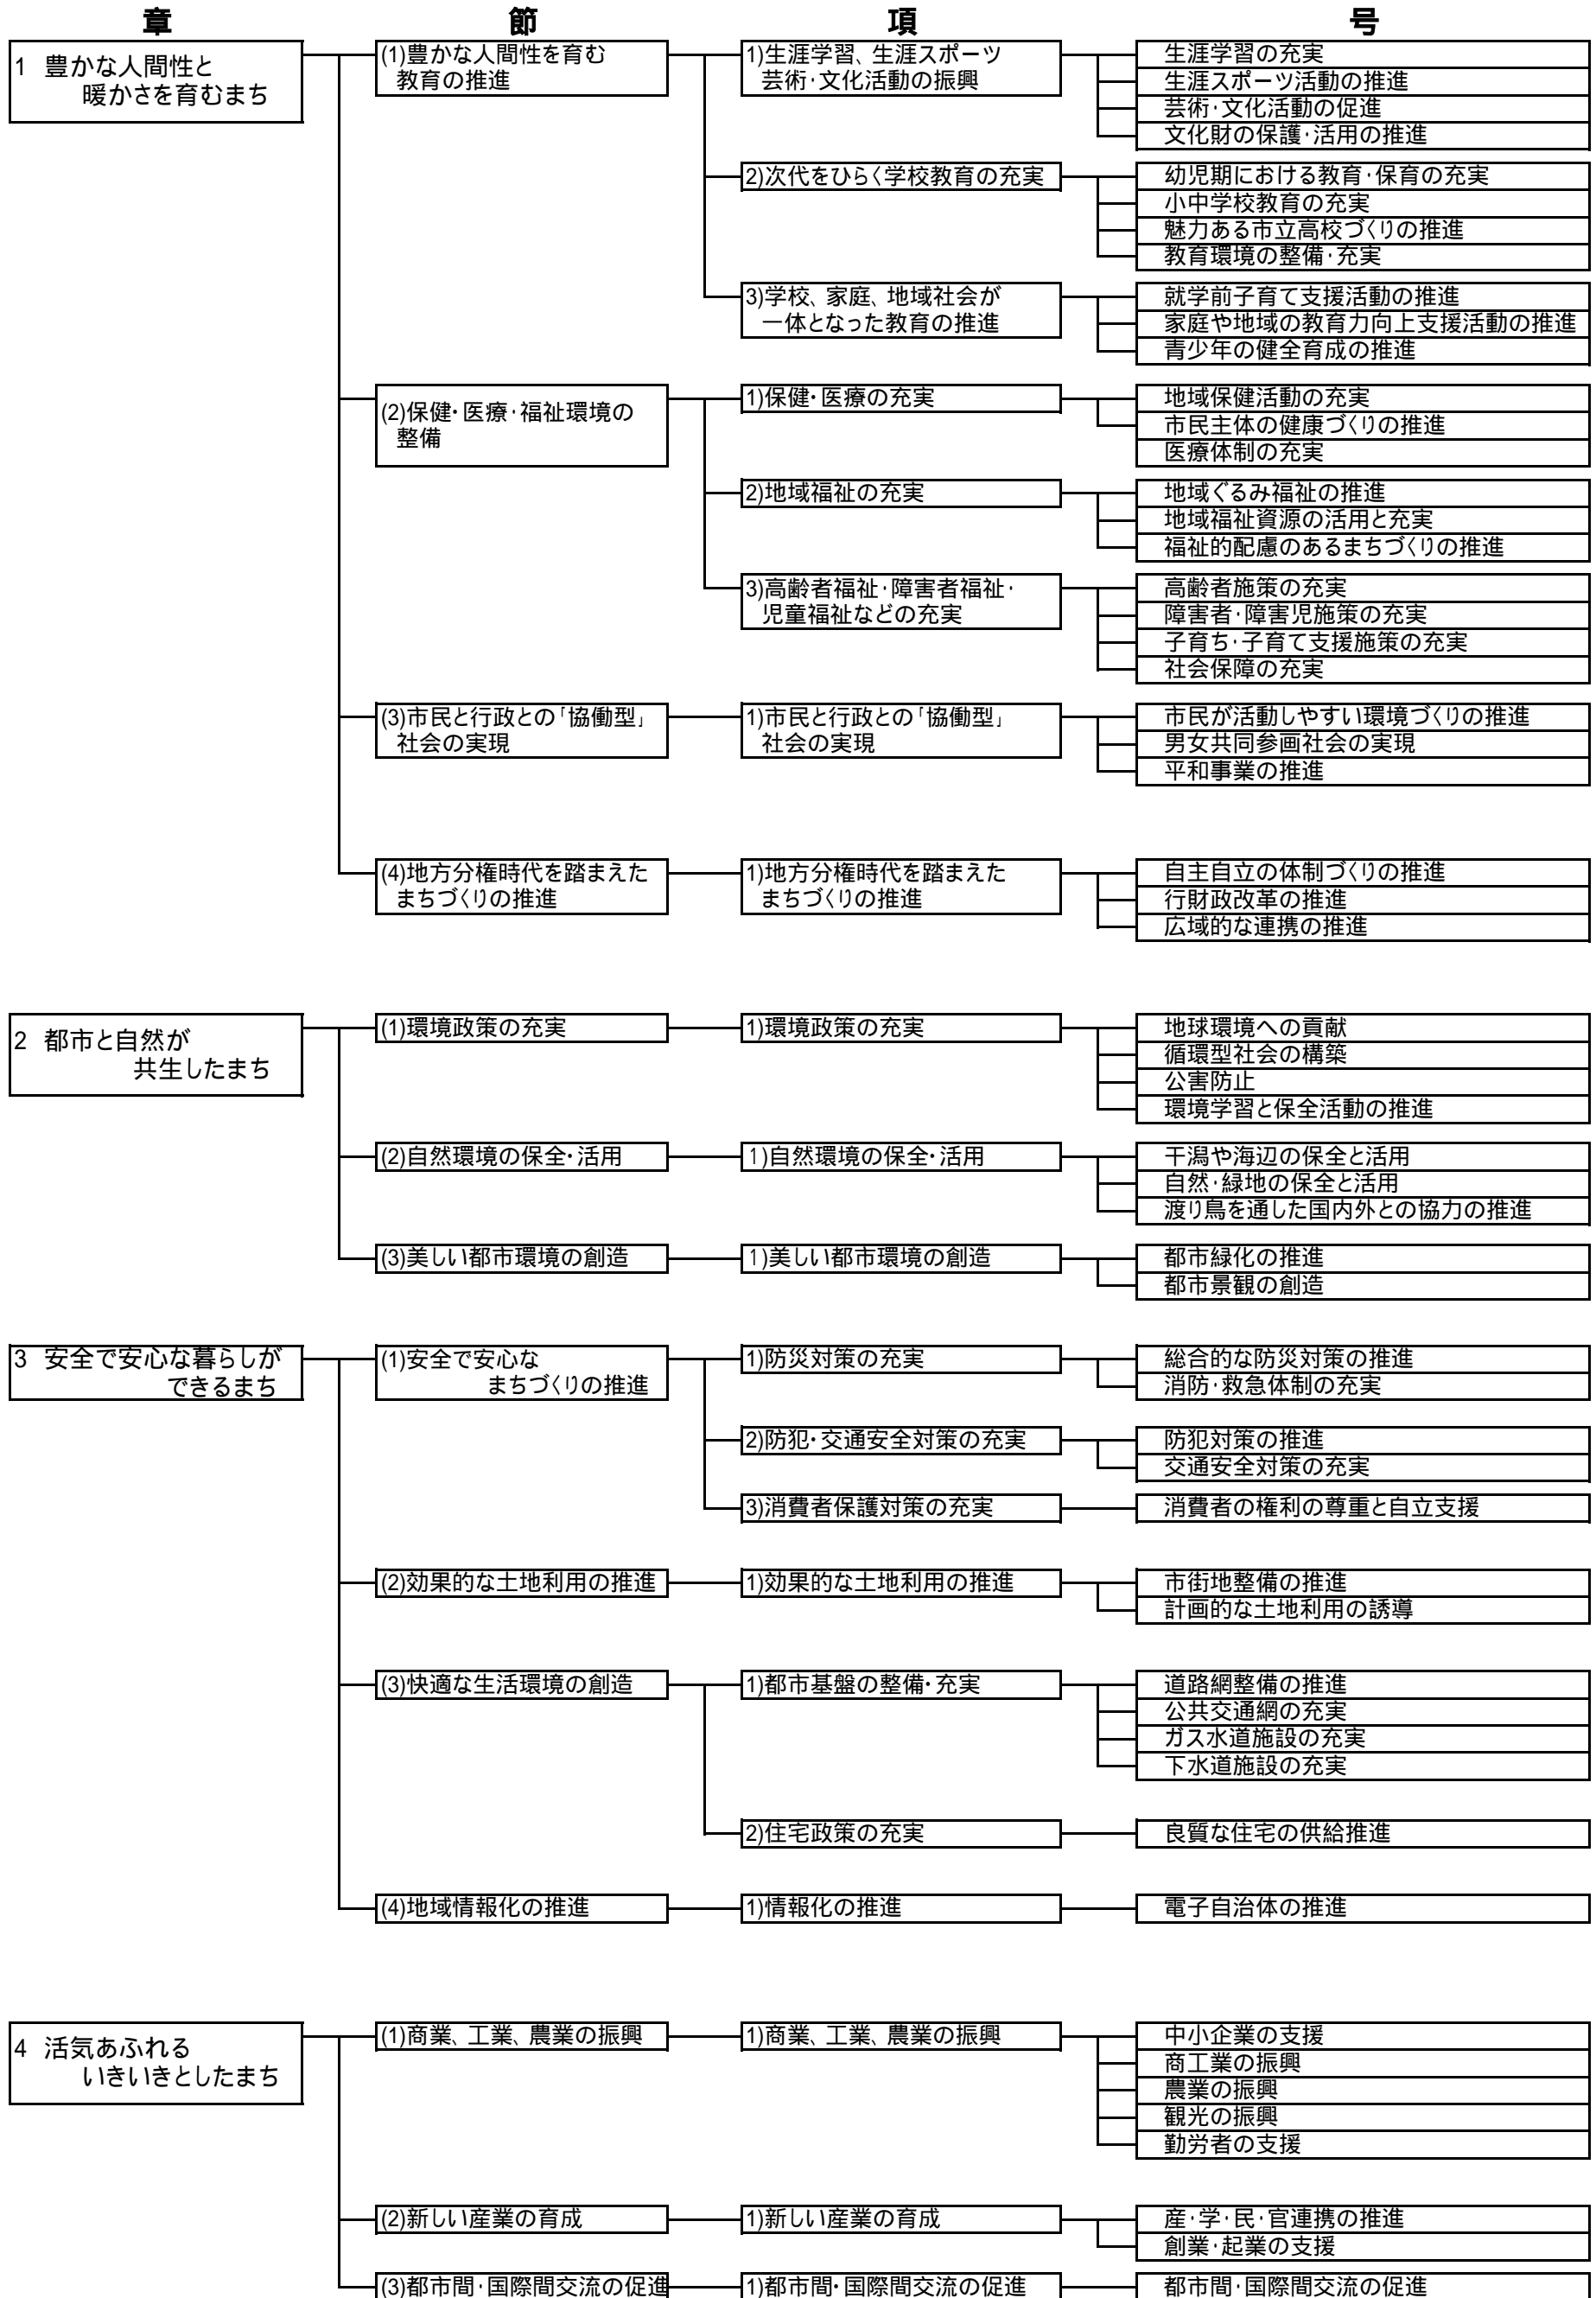 章　節　項　号
1 豊かな人間性と
暖かさを育むまち
(1)豊かな人間性を育む
教育の推進
1)生涯学習、生涯スポーツ
芸術・文化活動の振興
生涯学習の充実
生涯スポーツ活動の推進
芸術・文化活動の促進
文化財の保護・活用の推進
2)次代をひらく学校教育の充実
幼児期における教育・保育の充実
小中学校教育の充実
魅力ある市立高校づくりの推進
教育環境の整備・充実
3)学校、家庭、地域社会が
一体となった教育の推進
就学前子育て支援活動の推進
家庭や地域の教育力向上支援活動の推進
青少年の健全育成の推進
(2)保健・医療・福祉環境の
整備
1)保健・医療の充実
地域保健活動の充実
市民主体の健康づくりの推進
医療体制の充実
2)地域福祉の充実
地域ぐるみ福祉の推進
地域福祉資源の活用と充実
福祉的配慮のあるまちづくりの推進
3)高齢者福祉・障害者福祉・
児童福祉などの充実
高齢者施策の充実
障害者・障害児施策の充実
子育ち・子育て支援施策の充実
社会保障の充実
(3)市民と行政との「協働型」
社会の実現
1)市民と行政との「協働型」
社会の実現
市民が活動しやすい環境づくりの推進
男女共同参画社会の実現
平和事業の推進
(4)地方分権時代を踏まえた
まちづくりの推進
1)地方分権時代を踏まえた
まちづくりの推進
自主自立の体制づくりの推進
行財政改革の推進
広域的な連携の推進
2 都市と自然が
共生したまち
(1)環境政策の充実
1)環境政策の充実
地球環境への貢献
循環型社会の構築
公害防止
環境学習と保全活動の推進
(2)自然環境の保全・活用
1)自然環境の保全・活用
干潟や海辺の保全と活用
自然・緑地の保全と活用
渡り鳥を通した国内外との協力の推進
(3)美しい都市環境の創造
1)美しい都市環境の創造
都市緑化の推進
都市景観の創造
3 安全で安心な暮らしが
できるまち
(1)安全で安心な
まちづくりの推進
1)防災対策の充実
総合的な防災対策の推進
消防・救急体制の充実
2)防犯・交通安全対策の充実
防犯対策の推進
交通安全対策の充実
3)消費者保護対策の充実
消費者の権利の尊重と自立支援
(2)効果的な土地利用の推進
1)効果的な土地利用の推進
市街地整備の推進
計画的な土地利用の誘導
(3)快適な生活環境の創造
1)都市基盤の整備・充実
道路網整備の推進
公共交通網の充実
ガス水道施設の充実
下水道施設の充実
2)住宅政策の充実
良質な住宅の供給推進
(4)地域情報化の推進
1)情報化の推進
電子自治体の推進
4 活気あふれる
いきいきとしたまち
(1)商業、工業、農業の振興
1)商業、工業、農業の振興
中小企業の支援
商工業の振興
農業の振興
観光の振興
勤労者の支援
(2)新しい産業の育成
1)新しい産業の育成
産・学・民・官連携の推進
創業・起業の支援
(3)都市間・国際間交流の促進
1)都市間・国際間交流の促進
都市間・国際間交流の促進